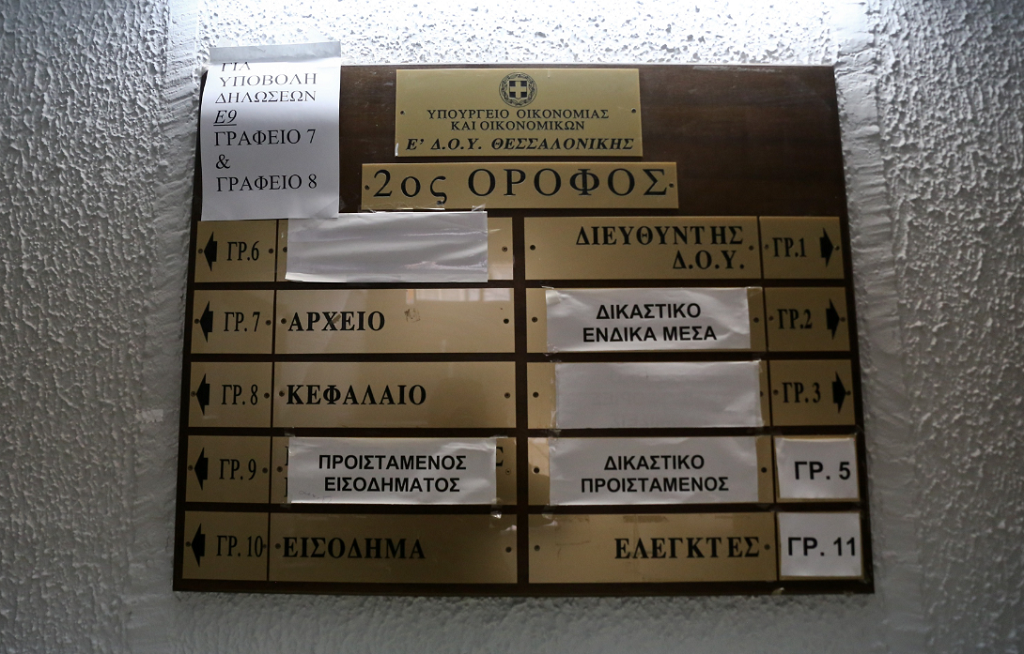 ΓΙΑ
ΥΠΟΒΟΛΗ
ΔΗΛΩΣΕΩΝ
Ε9
ΓΡΑΦΕΙΟ 7
&
ΓΡΑΦΕΙΟ 8
ΥΠΟΥΡΓΕΙΟ ΟΙΚΟΝΟΜΙΑΣ
ΚΑΙ ΟΙΚΟΝΟΜΙΚΩΝ
Ε' Δ.Ο.Υ. ΘΕΣΣΑΛΟΝΙΚΗΣ
2ος ΟΡΟΦΟΣ
ΓΡ.6
ΔΙΕΥΘΥΝΤΗΣ
Δ.Ο.Υ.
ΓΡ.1
ΓΡ. 7
ΑΡΧΕΙΟ
ΔΙΚΑΣΤΙΚΟ
ΕΝΔΙΚΑ ΜΕΣΑ
ΓΡ.2
ΓΡ. 8
ΚΕΦΑΛΑΙΟ
ΓΡ. 3
ΓΡ. 9
ΠΡΟΙΣΤΑΜΕΝΟΣ
ΕΙΣΟΔΗΜΑΤΟΣ
ΔΙΚΑΣΤΙΚΟ
ΠΡΟΙΣΤΑΜΕΝΟΣ
ΓΡ. 5
ΓΡ. 10
ΕΙΣΟΔΗΜΑ
ΕΛΕΓΚΤΕΣ
ΓΡ. 11